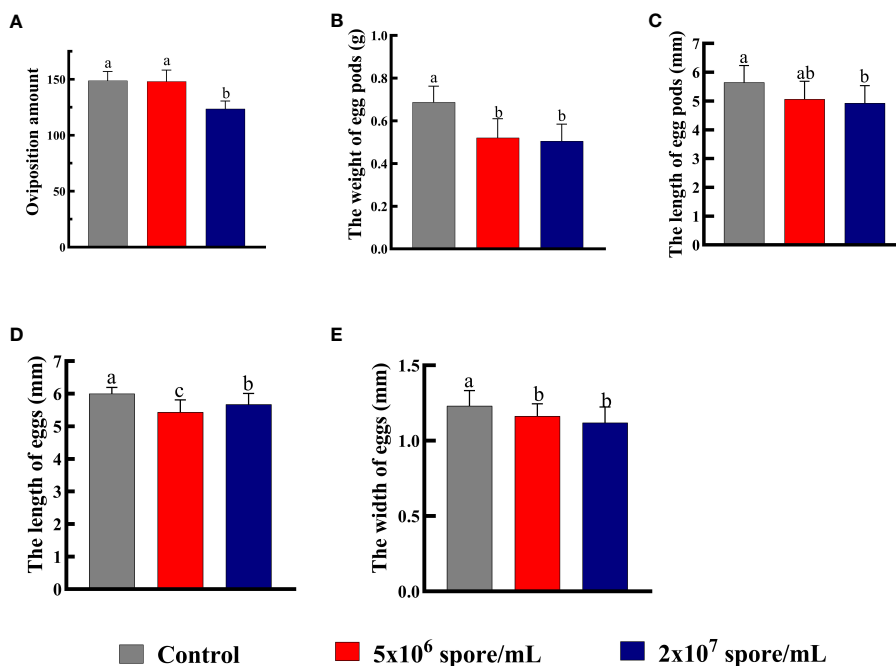 A
Oviposition amount
150
100
50
0
a
a
b
B
The weight of egg pods (g)
1.0
0.8
0.6
0.4
0.2
0.0
a
b
b
C
The length of egg pods (mm)
7
6
5
4
3
2
1
0
a
ab
b
D
The length of eggs (mm)
7
6
5
4
3
2
1
0
a
c
b
E
The width of eggs (mm)
1.5
1.0
0.5
0.0
a
b
b
Control
5x10⁶ spore/mL
2x10⁷ spore/mL